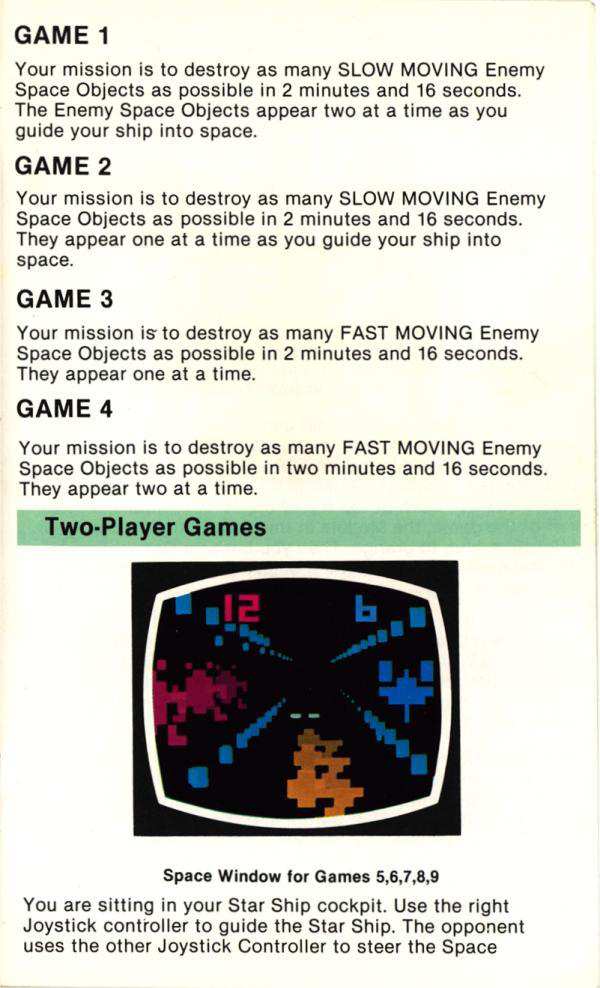 GAME 1
Your mission is to destroy as many SLOW MOVING Enemy
Space Objects as possible in 2 minutes and 16 seconds.
The Enemy Space Objects appear two at a time as you
guide your ship into space.
GAME 2
Your mission is to destroy as many SLOW MOVING Enemy
Space Objects as possible in 2 minutes and 16 seconds.
They appear one at a time as you guide your ship into
space.
GAME 3
Your mission is to destroy as many FAST MOVING Enemy
Space Objects as possible in 2 minutes and 16 seconds.
They appear one at a time.
GAME 4
Your mission is to destroy as many FAST MOVING Enemy
Space Objects as possible in two minutes and 16 seconds.
They appear two at a time.
Two-Player Games
12 6
Space Window for Games 5,6,7,8,9
You are sitting in your Star Ship cockpit. Use the right
Joystick controller to guide the Star Ship. The opponent
uses the other Joystick Controller to steer the Space